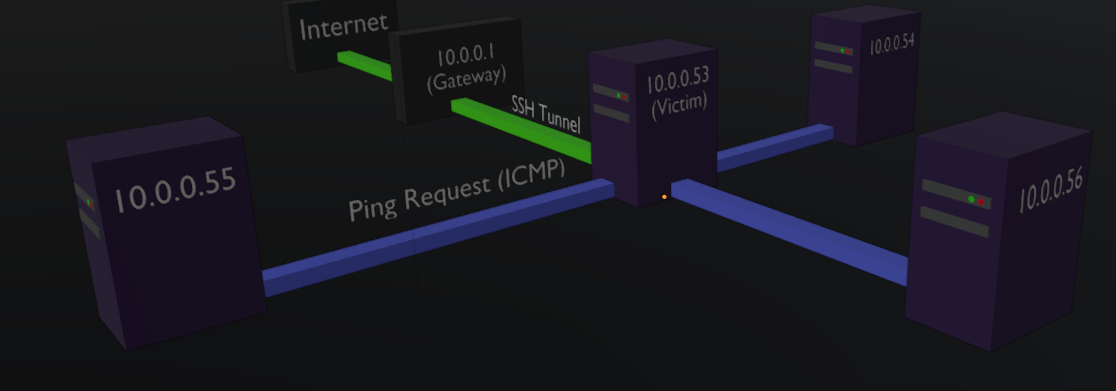 Internet
10.0.0.1
(Gateway)
SSH Tunnel
10.0.0.53
(Victim)
10.0.0.54
10.0.0.55
Ping Request (ICMP)
10.0.0.56